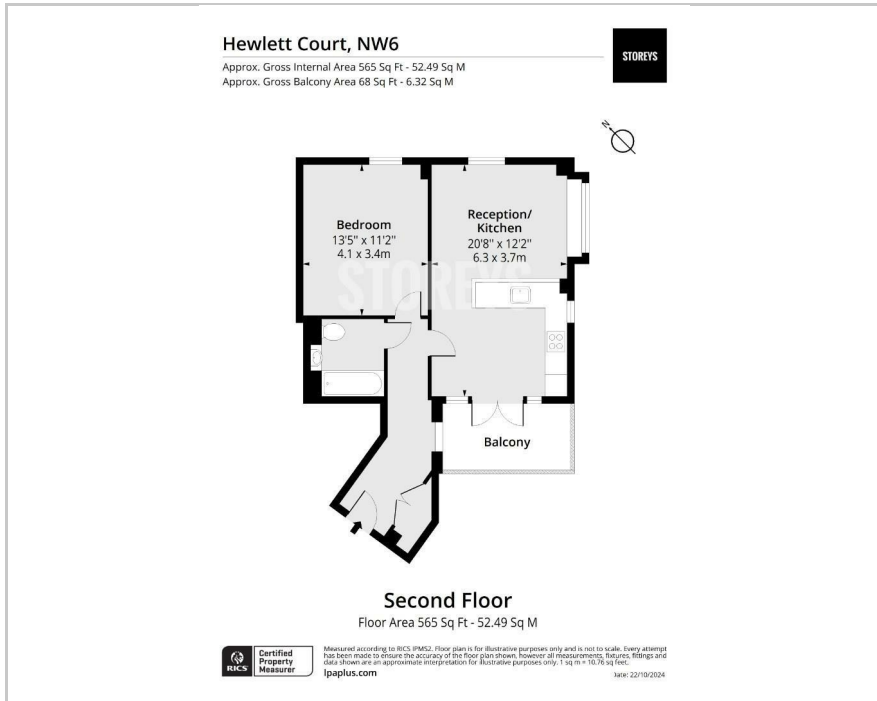 Hewlett Court, NW6
Approx. Gross Internal Area 565 Sq Ft - 52.49 Sq M
Approx. Gross Balcony Area 68 Sq Ft - 6.32 Sq M
STOREYS
N
Bedroom
13'5" x 11'2"
4.1 x 3.4m
Reception/
Kitchen
20'8" x 12'2"
6.3 x 3.7m
STOREYS
Balcony
Second Floor
Floor Area 565 Sq Ft - 52.49 Sq M
RICS
Certified
Property
Measurer
Measured according to RICS IPMS2. Floor plan is for illustrative purposes only and is not to scale. Every attempt
has been made to ensure the accuracy of the floor plan shown, however all measurements, fixtures, fittings and
data shown are an approximate interpretation for illustrative purposes only. 1 sq m = 10.76 sq feet.
lpaplus.com
Date: 22/10/2024